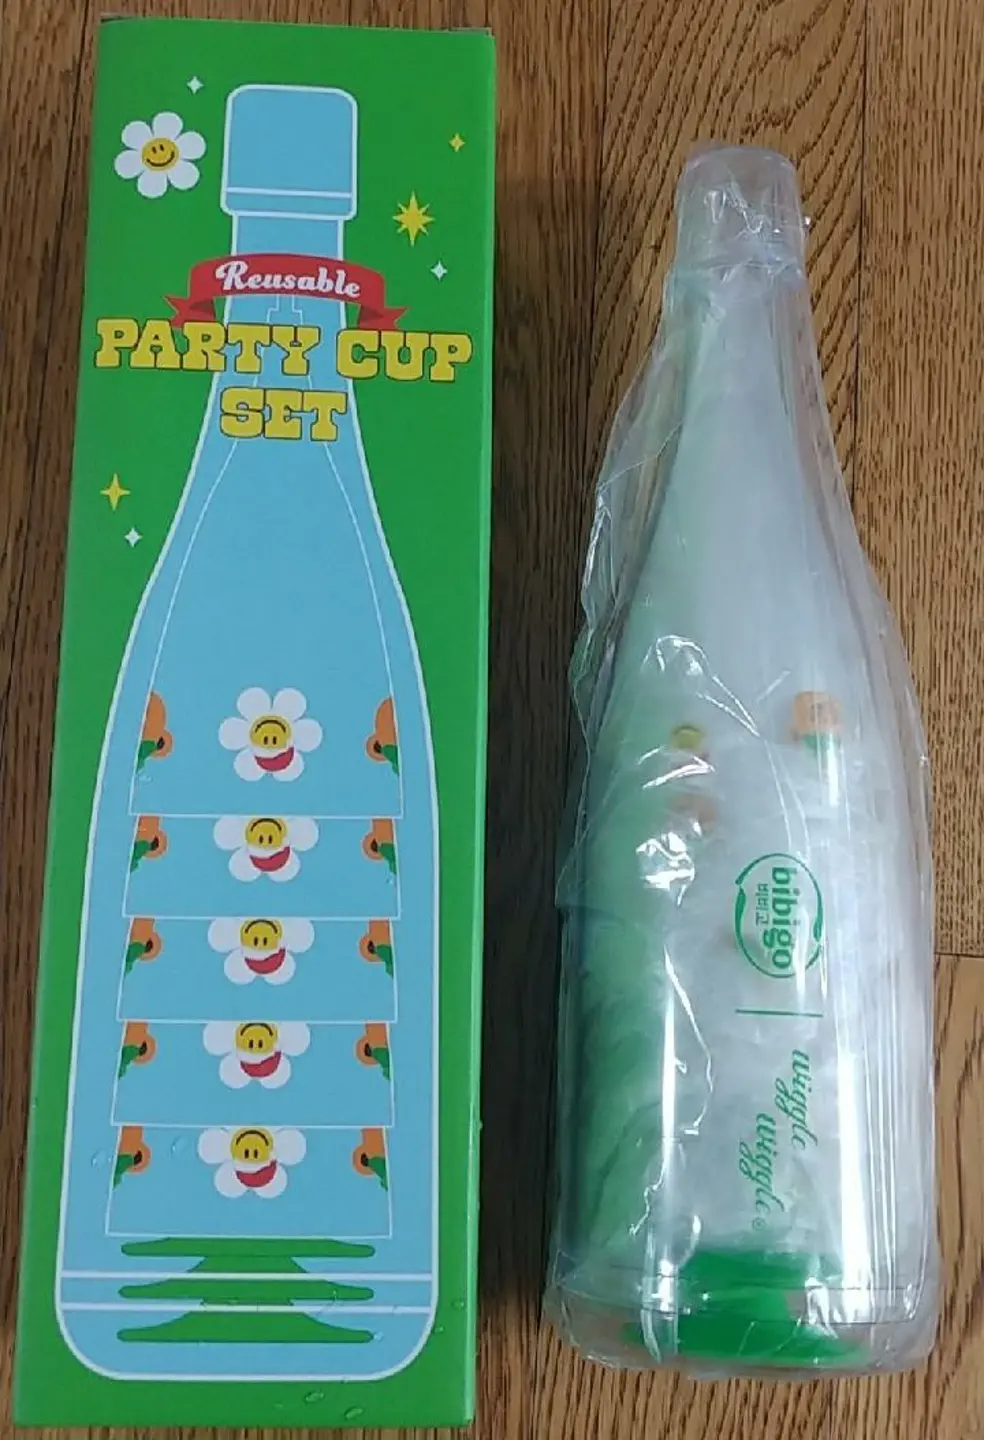 Reusable
PARTY CUP
SET
bibigo
비비고
wiggle
wiggle®